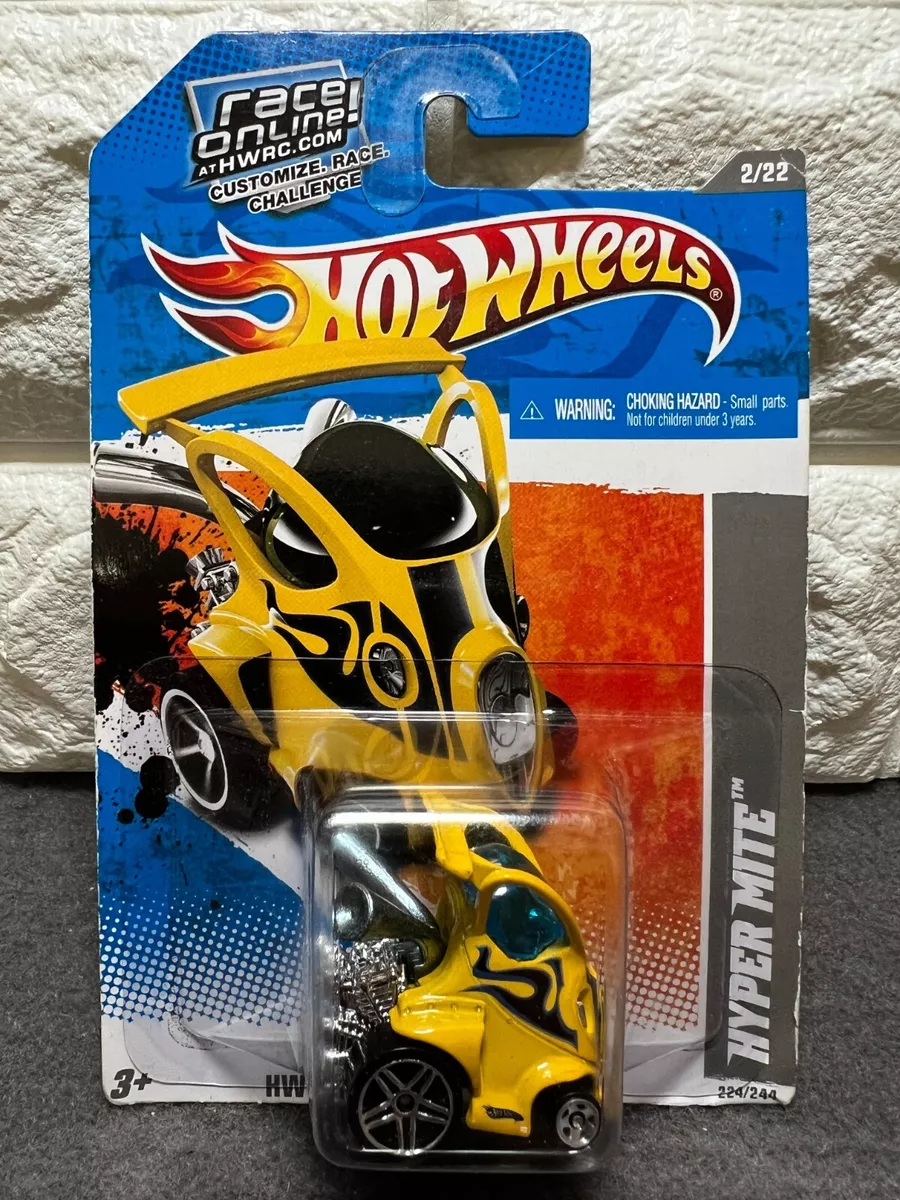 race
online!
AT HWRC.COM
CUSTOMIZE. RACE.
CHALLENGE
2/22
HOT WHEELS®
⚠ WARNING: CHOKING HAZARD - Small parts.
Not for children under 3 years.
HYPER MITE™
3+
HW
224/244